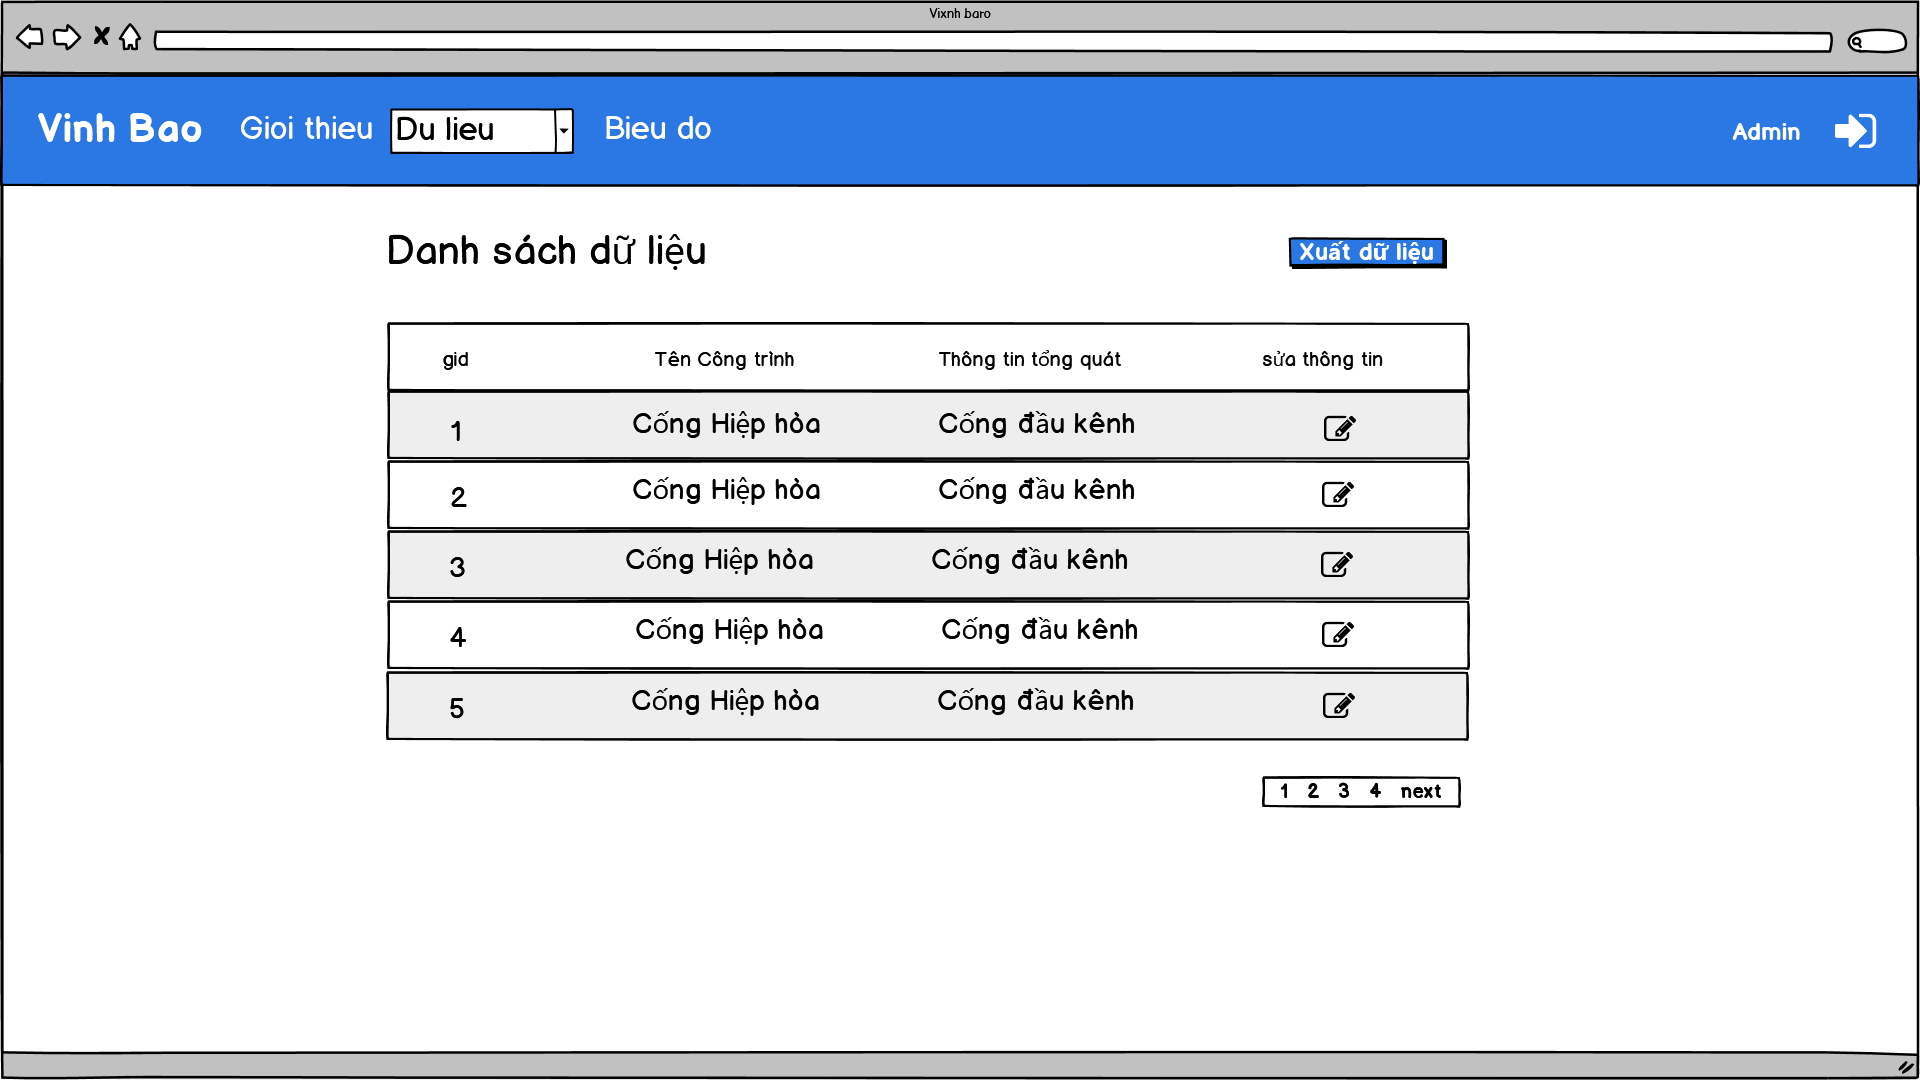 Vixnh baro
Vinh Bao Gioi thieu Du lieu Bieu do Admin
Danh sách dữ liệu Xuất dữ liệu
gid Tên Công trình Thông tin tổng quát sửa thông tin
1 Cống Hiệp hòa Cống đầu kênh
2 Cống Hiệp hòa Cống đầu kênh
3 Cống Hiệp hòa Cống đầu kênh
4 Cống Hiệp hòa Cống đầu kênh
5 Cống Hiệp hòa Cống đầu kênh
1 2 3 4 next